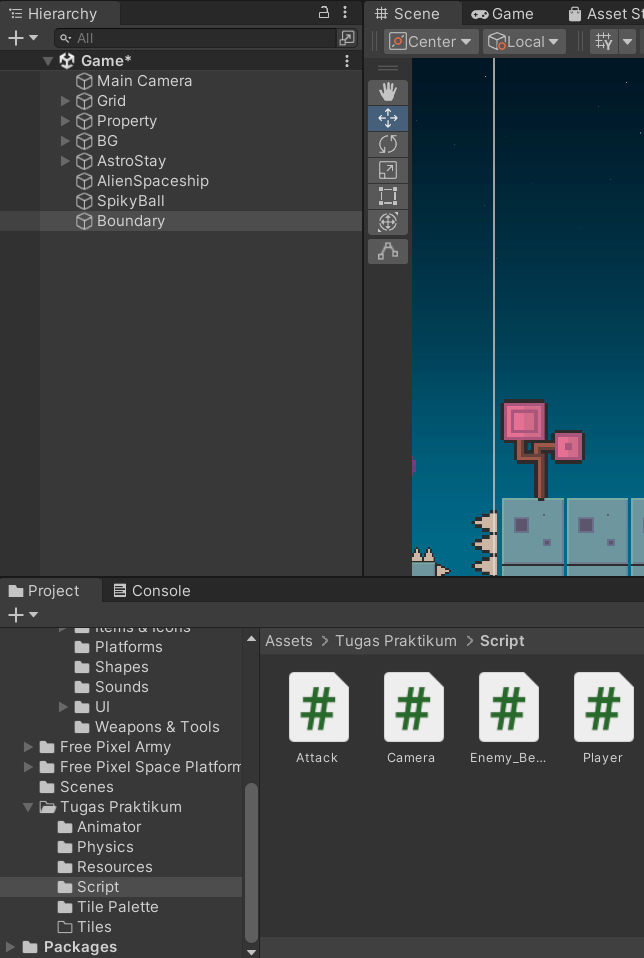 Hierarchy
All
Game*
Main Camera
Grid
Property
BG
AstroStay
AlienSpaceship
SpikyBall
Boundary
Scene
Game
Asset St
Center
Local
Y
Project
Console
Items & Icons
Platforms
Shapes
Sounds
UI
Weapons & Tools
Free Pixel Army
Free Pixel Space Platform
Scenes
Tugas Praktikum
Animator
Physics
Resources
Script
Tile Palette
Tiles
Packages
Assets > Tugas Praktikum > Script
Attack
Camera
Enemy_Be...
Player